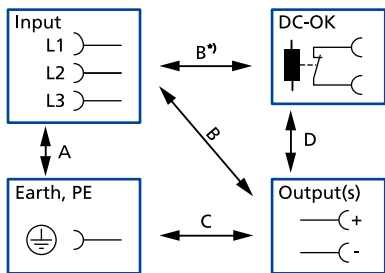 Input
L1
L2
L3
B*)
DC-OK
A
B
D
Earth, PE
C
Output(s)
+
-